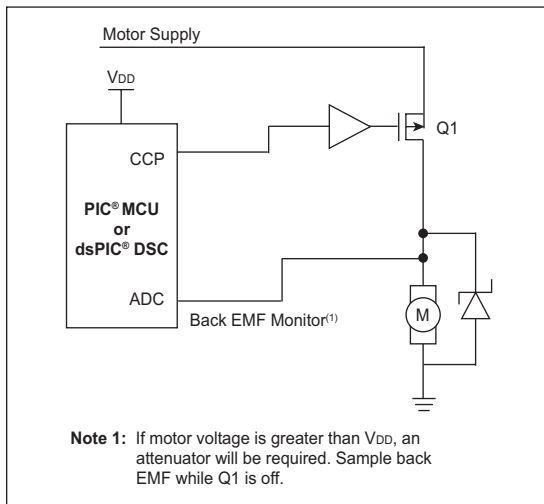 Motor Supply
VDD
CCP
Q1
PIC® MCU
or
dsPIC® DSC
ADC
Back EMF Monitor(1)
M
Note 1: If motor voltage is greater than VDD, an
attenuator will be required. Sample back
EMF while Q1 is off.